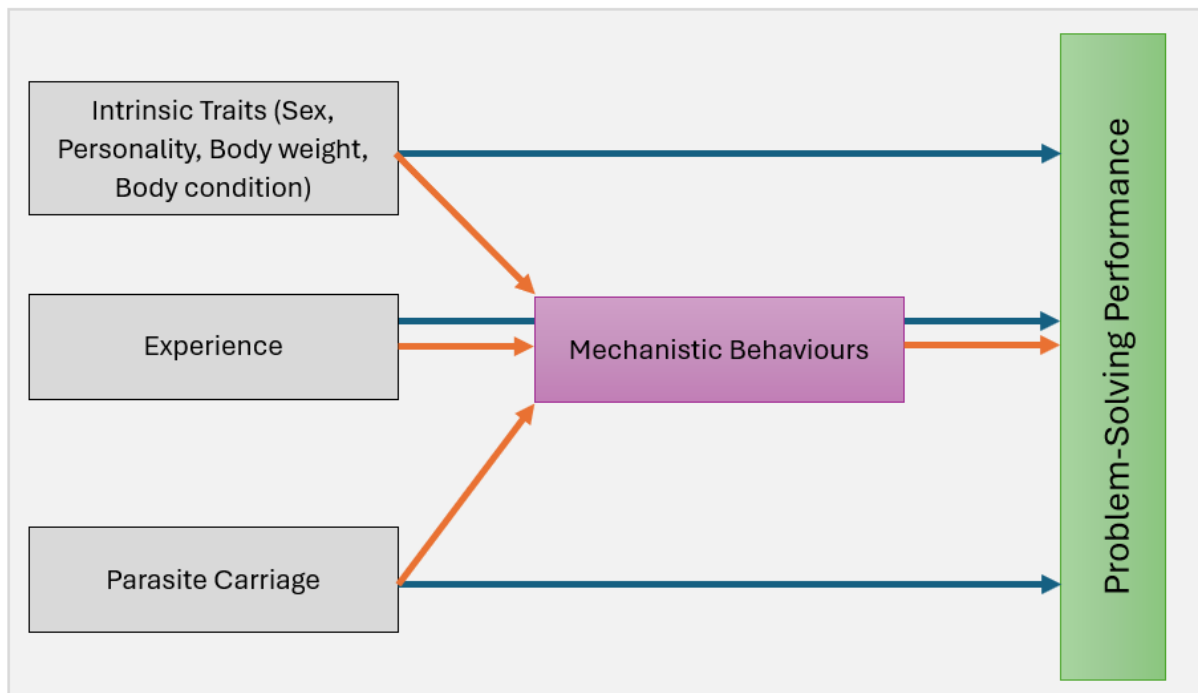 Intrinsic Traits (Sex,
Personality, Body weight,
Body condition)
Experience
Mechanistic Behaviours
Parasite Carriage
Problem-Solving Performance